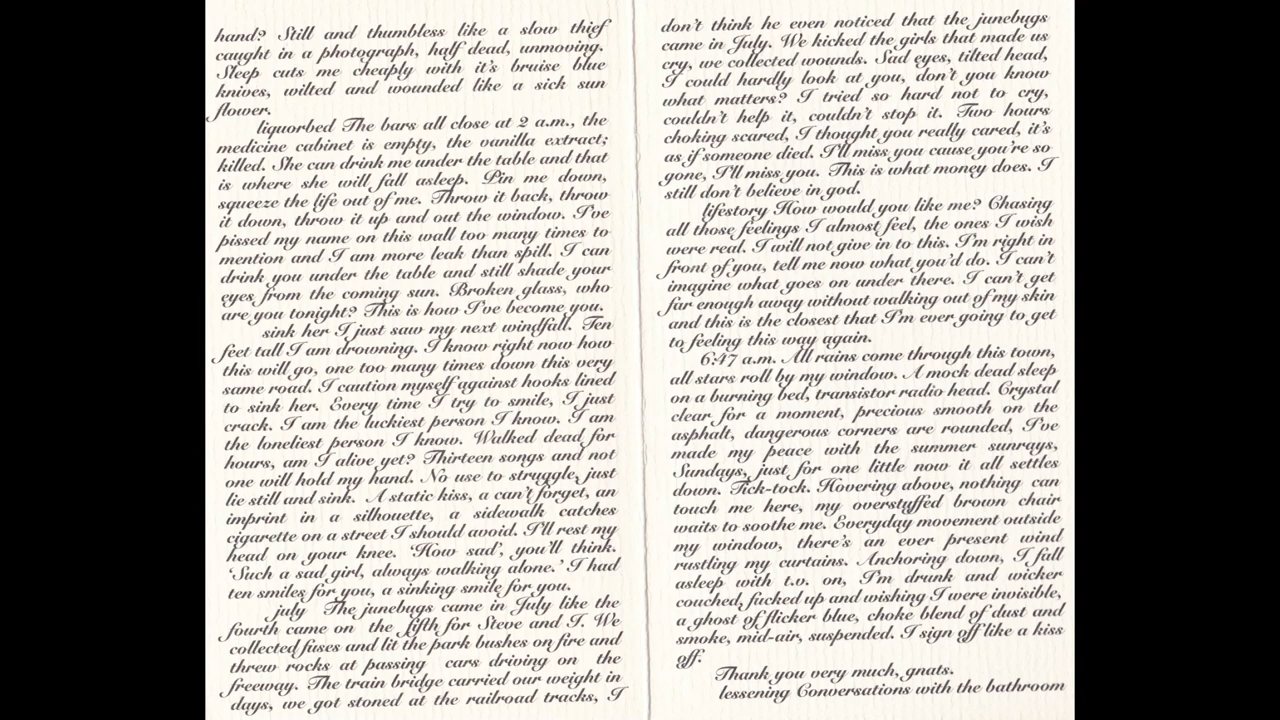 hand? Still and thumbless like a slow thief
caught in a photograph, half dead, unmoving.
Sleep cuts me cheaply with it's bruise blue
knives, wilted and wounded like a sick sun
flower.
liquorbed The bars all close at 2 a.m., the
medicine cabinet is empty, the vanilla extract;
killed. She can drink me under the table and that
is where she will fall asleep. Pin me down,
squeeze the life out of me. Throw it back, throw
it down, throw it up and out the window. I've
pissed my name on this wall too many times to
mention and I am more leak than spill. I can
drink you under the table and still shade your
eyes from the coming sun. Broken glass, who
are you tonight? This is how I've become you.
sink her I just saw my next windfall. Ten
feet tall I am drowning. I know right now how
this will go, one too many times down this very
same road. I caution myself against hooks lined
to sink her. Every time I try to smile, I just
crack. I am the luckiest person I know. I am
the loneliest person I know. Walked dead for
hours, am I alive yet? Thirteen songs and not
one will hold my hand. No use to struggle, just
lie still and sink. A static kiss, a can't forget, an
imprint in a silhouette, a sidewalk catches
cigarette on a street I should avoid. I'll rest my
head on your knee. 'How sad', you'll think.
'Such a sad girl, always walking alone.' I had
ten smiles for you, a sinking smile for you.
july The junebugs came in July like the
fourth came on the fifth for Steve and I. We
collected fuses and lit the park bushes on fire and
threw rocks at passing cars driving on the
freeway. The train bridge carried our weight in
days, we got stoned at the railroad tracks, I
don't think he even noticed that the junebugs
came in July. We kicked the girls that made us
cry, we collected wounds. Sad eyes, tilted head,
I could hardly look at you, don't you know
what matters? I tried so hard not to cry,
couldn't help it, couldn't stop it. Two hours
choking scared, I thought you really cared, it's
as if someone died. I'll miss you cause you're so
gone, I'll miss you. This is what money does. I
still don't believe in god.
lifestory How would you like me? Chasing
all those feelings I almost feel, the ones I wish
were real. I will not give in to this. I'm right in
front of you, tell me now what you'd do. I can't
imagine what goes on under there. I can't get
far enough away without walking out of my skin
and this is the closest that I'm ever going to get
to feeling this way again.
6:47 a.m. All rains come through this town,
all stars roll by my window. A mock dead sleep
on a burning bed, transistor radio head. Crystal
clear for a moment, precious smooth on the
asphalt, dangerous corners are rounded, I've
made my peace with the summer sunrays,
Sundays, just for one little now it all settles
down. Tick-tock. Hovering above, nothing can
touch me here, my overstuffed brown chair
waits to soothe me. Everyday movement outside
my window, there's an ever present wind
rustling my curtains. Anchoring down, I fall
asleep with t.v. on, I'm drunk and wicker
couched, fucked up and wishing I were invisible,
a ghost of flicker blue, choke blend of dust and
smoke, mid-air, suspended. I sign off like a kiss
off.
Thank you very much, gnats.
lessening Conversations with the bathroom